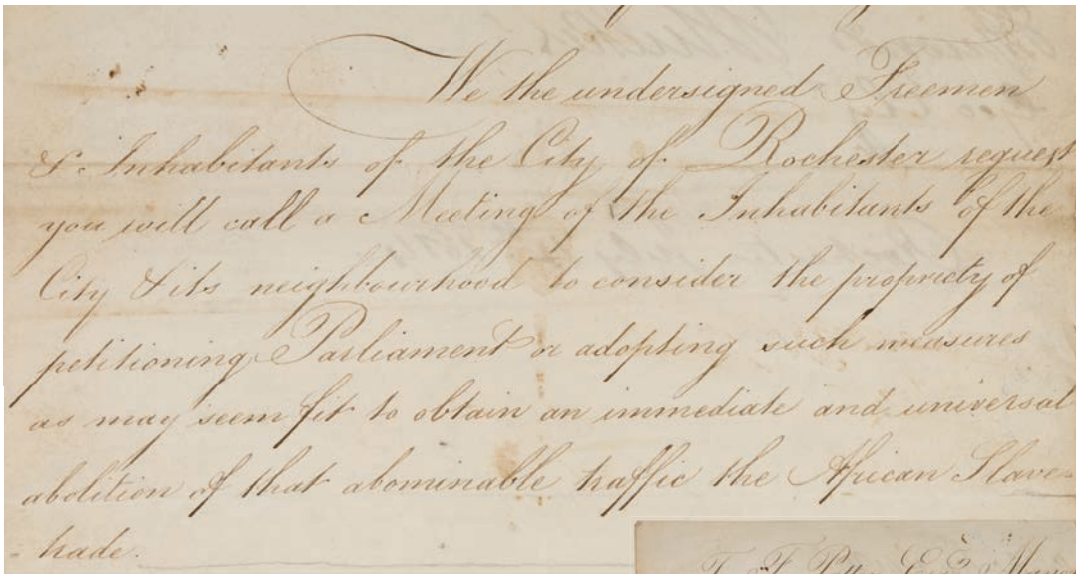 We the undersigned Freemen
& Inhabitants of the City of Rochester request
you will call a Meeting of the Inhabitants of the
City & its neighbourhood to consider the propriety of
petitioning Parliament or adopting such measures
as may seem fit to obtain an immediate and universal
abolition of that abominable traffic the African Slave-
-trade.